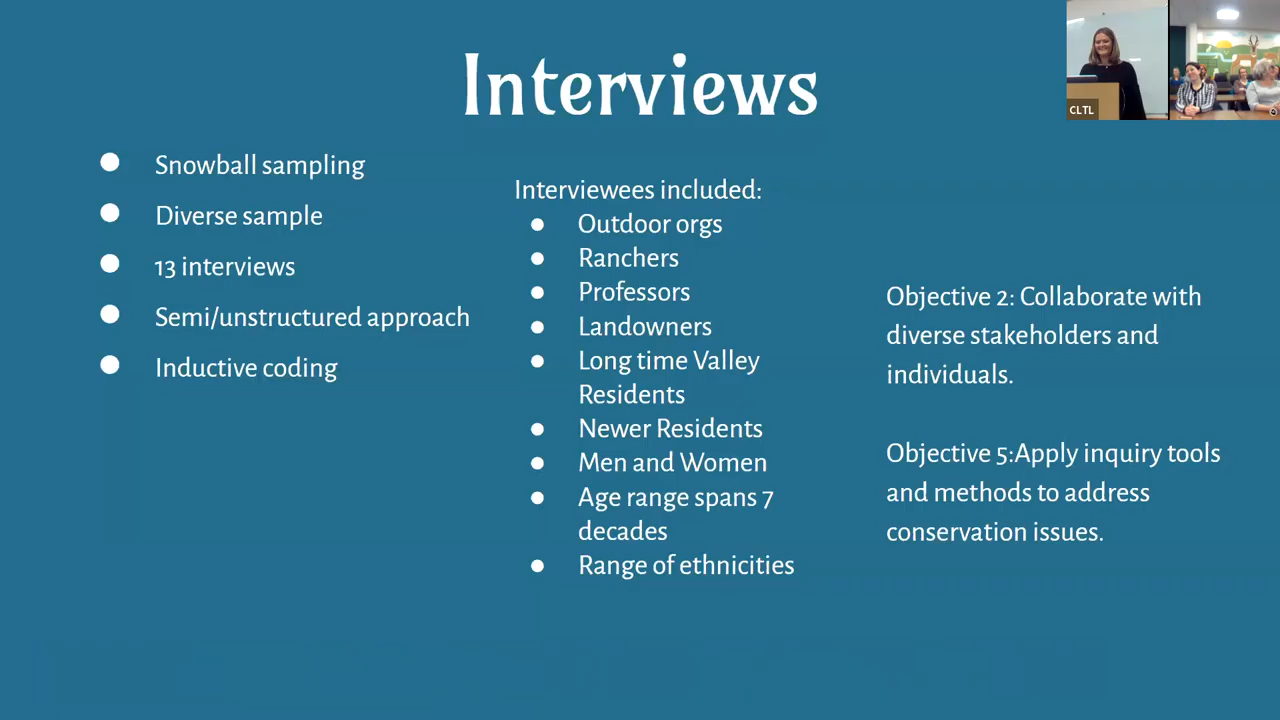 Interviews
Snowball sampling
Diverse sample
13 interviews
Semi/unstructured approach
Inductive coding
Interviewees included:
Outdoor orgs
Ranchers
Professors
Landowners
Long time Valley
Residents
Newer Residents
Men and Women
Age range spans 7
decades
Range of ethnicities
Objective 2: Collaborate with
diverse stakeholders and
individuals.
Objective 5:Apply inquiry tools
and methods to address
conservation issues.
CLTL